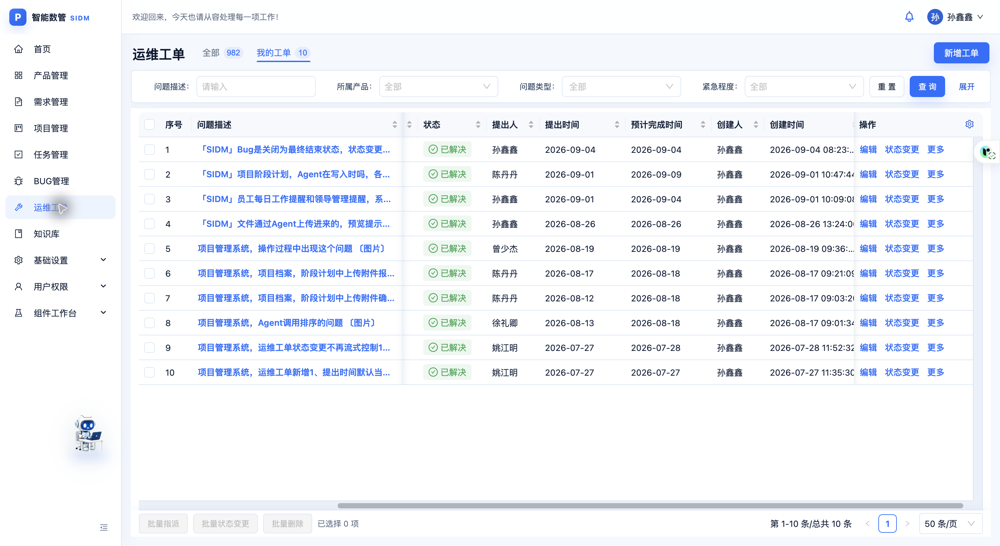 P 智能数管 SIDM
欢迎回来，今天也请从容处理每一项工作！
孙 孙鑫鑫
首页
产品管理
需求管理
项目管理
任务管理
BUG管理
运维工单
知识库
基础设置
用户权限
组件工作台
运维工单 全部 982 我的工单 10 新增工单
问题描述： 请输入 所属产品： 全部 问题类型： 全部 紧急程度： 全部 重 置 查 询 展开
序号 问题描述 状态 提出人 提出时间 预计完成时间 创建人 创建时间 操作
1 「SIDM」Bug是关闭为最终结束状态，状态变更... 已解决 孙鑫鑫 2026-09-04 2026-09-04 孙鑫鑫 2026-09-04 08:23:... 编辑 状态变更 更多
2 「SIDM」项目阶段计划，Agent在写入时吗，各... 已解决 陈丹丹 2026-09-01 2026-09-09 孙鑫鑫 2026-09-01 10:47:44 编辑 状态变更 更多
3 「SIDM」员工每日工作提醒和领导管理提醒，系... 已解决 孙鑫鑫 2026-09-01 2026-09-04 孙鑫鑫 2026-09-01 10:09:08 编辑 状态变更 更多
4 「SIDM」文件通过Agent上传进来的，预览提示... 已解决 孙鑫鑫 2026-08-26 2026-08-26 孙鑫鑫 2026-08-26 13:24:00 编辑 状态变更 更多
5 项目管理系统，操作过程中出现这个问题 〔图片〕 已解决 曾少杰 2026-08-19 2026-08-19 孙鑫鑫 2026-08-19 09:36:... 编辑 状态变更 更多
6 项目管理系统，项目档案，阶段计划中上传附件报... 已解决 陈丹丹 2026-08-17 2026-08-18 孙鑫鑫 2026-08-17 09:21:09 编辑 状态变更 更多
7 项目管理系统，项目档案，阶段计划中上传附件确... 已解决 陈丹丹 2026-08-12 2026-08-18 孙鑫鑫 2026-08-17 09:03:20 编辑 状态变更 更多
8 项目管理系统，Agent调用排序的问题 〔图片〕 已解决 徐礼卿 2026-08-13 2026-08-18 孙鑫鑫 2026-08-17 09:01:34 编辑 状态变更 更多
9 项目管理系统，运维工单状态变更不再流式控制1... 已解决 姚江明 2026-07-27 2026-07-28 孙鑫鑫 2026-07-28 11:52:32 编辑 状态变更 更多
10 项目管理系统，运维工单新增1、提出时间默认当... 已解决 姚江明 2026-07-27 2026-07-27 孙鑫鑫 2026-07-27 11:35:30 编辑 状态变更 更多
批量指派 批量状态变更 批量删除 已选择 0 项 第 1-10 条/总共 10 条 1 50 条/页